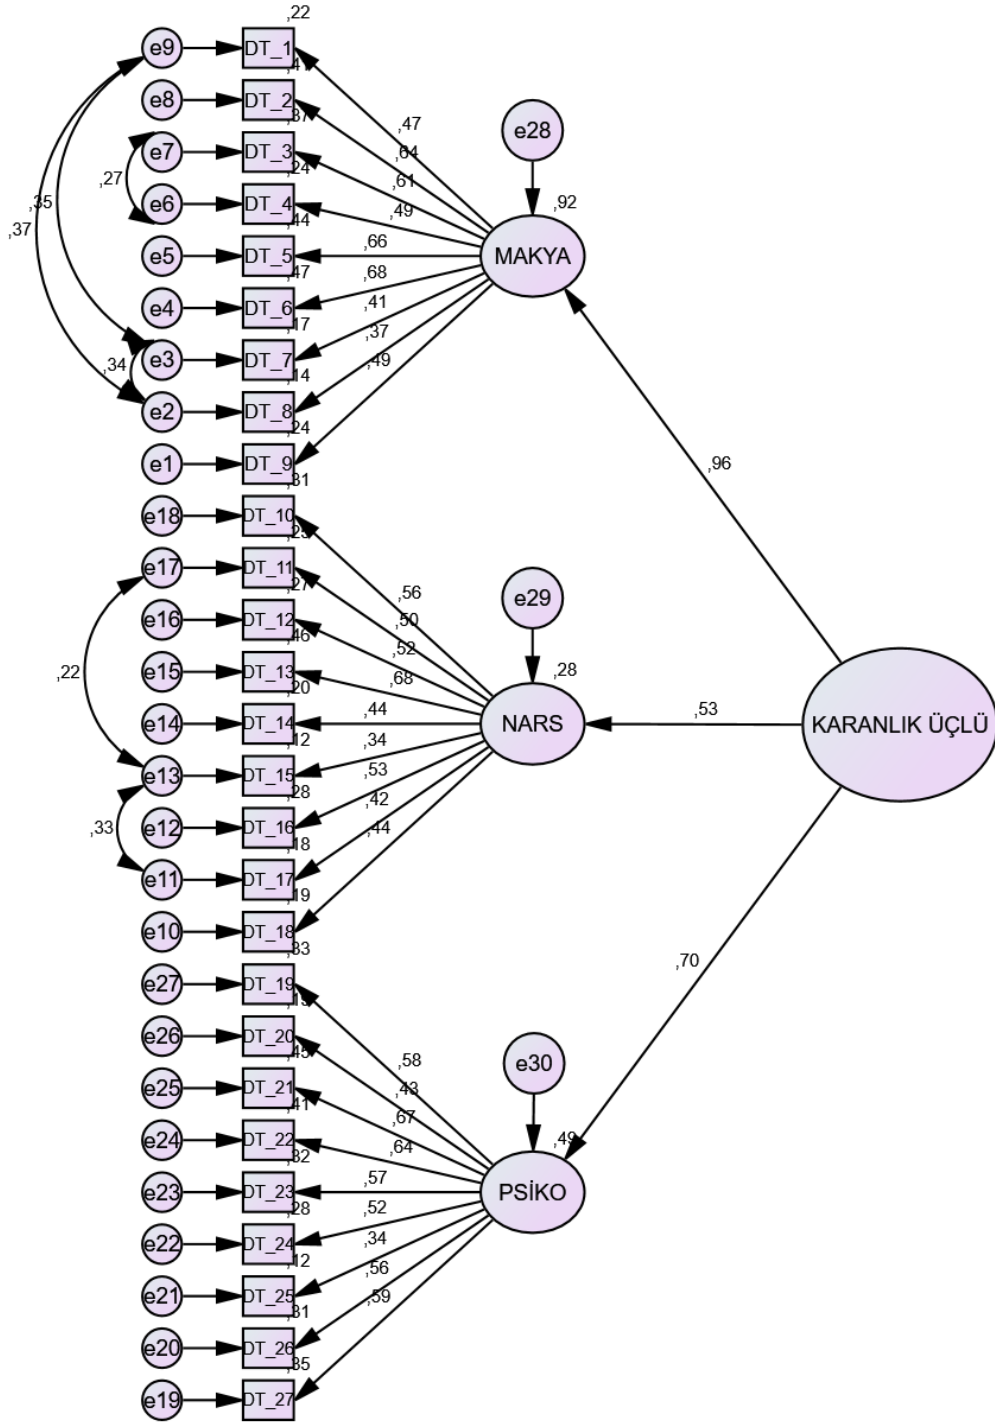 ,22
e9
DT_1
,41
e8
DT_2
,37
e7
DT_3
,24
e6
DT_4
,44
e5
DT_5
,47
e4
DT_6
,17
e3
DT_7
,14
e2
DT_8
,24
e1
DT_9
,31
,27
,35
,37
,34
,47
,64
,61
,49
,66
,68
,41
,37
,49
e28
,92
MAKYA
,96
e18
DT_10
,25
e17
DT_11
,27
e16
DT_12
,46
e15
DT_13
,20
e14
DT_14
,12
e13
DT_15
,28
e12
DT_16
,18
e11
DT_17
,19
e10
DT_18
,33
,22
,33
,56
,50
,52
,68
,44
,34
,53
,42
,44
e29
,28
NARS
,53
KARANLIK ÜÇLÜ
,70
e27
DT_19
e26
DT_20
,45
e25
DT_21
,41
e24
DT_22
,32
e23
DT_23
,28
e22
DT_24
,12
e21
DT_25
,31
e20
DT_26
,35
e19
DT_27
,58
,43
,67
,64
,57
,52
,34
,56
,59
e30
,49
PSİKO